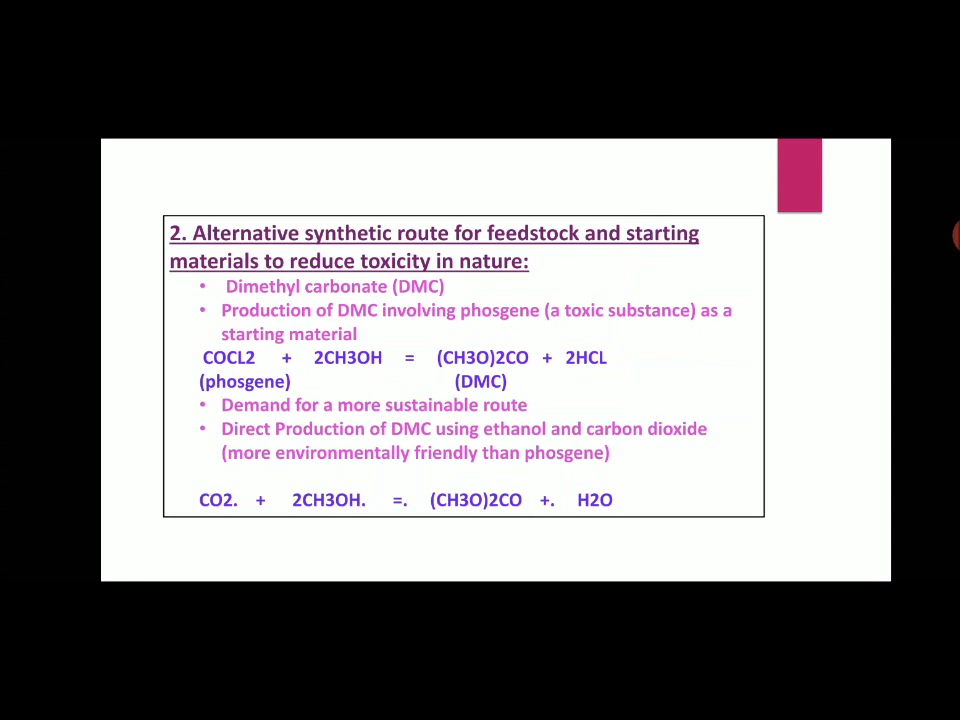 2. Alternative synthetic route for feedstock and starting
materials to reduce toxicity in nature:
• Dimethyl carbonate (DMC)
• Production of DMC involving phosgene (a toxic substance) as a
starting material
COCL2 + 2CH3OH = (CH3O)2CO + 2HCL
(phosgene) (DMC)
• Demand for a more sustainable route
• Direct Production of DMC using ethanol and carbon dioxide
(more environmentally friendly than phosgene)
CO2. + 2CH3OH. =. (CH3O)2CO +. H2O